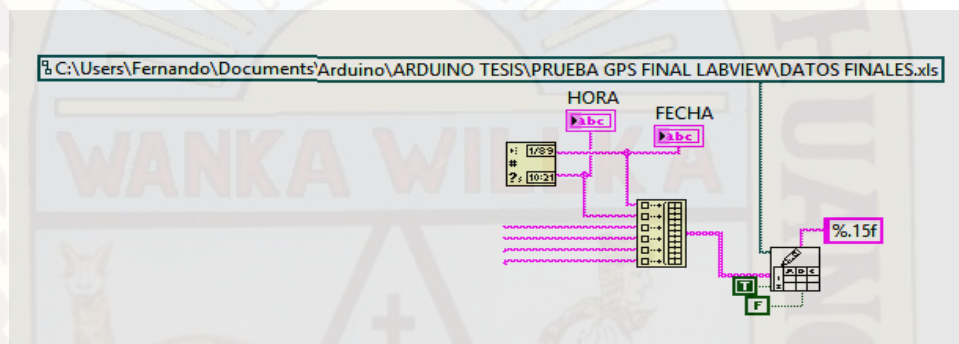 C:\Users\Fernando\Documents\Arduino\ARDUINO TESIS\PRUEBA GPS FINAL LABVIEW\DATOS FINALES.xls
HORA
FECHA
abc
abc
1/89
#
?
10:21
%.15f
T
F
WANKA WILLKA
HUANC